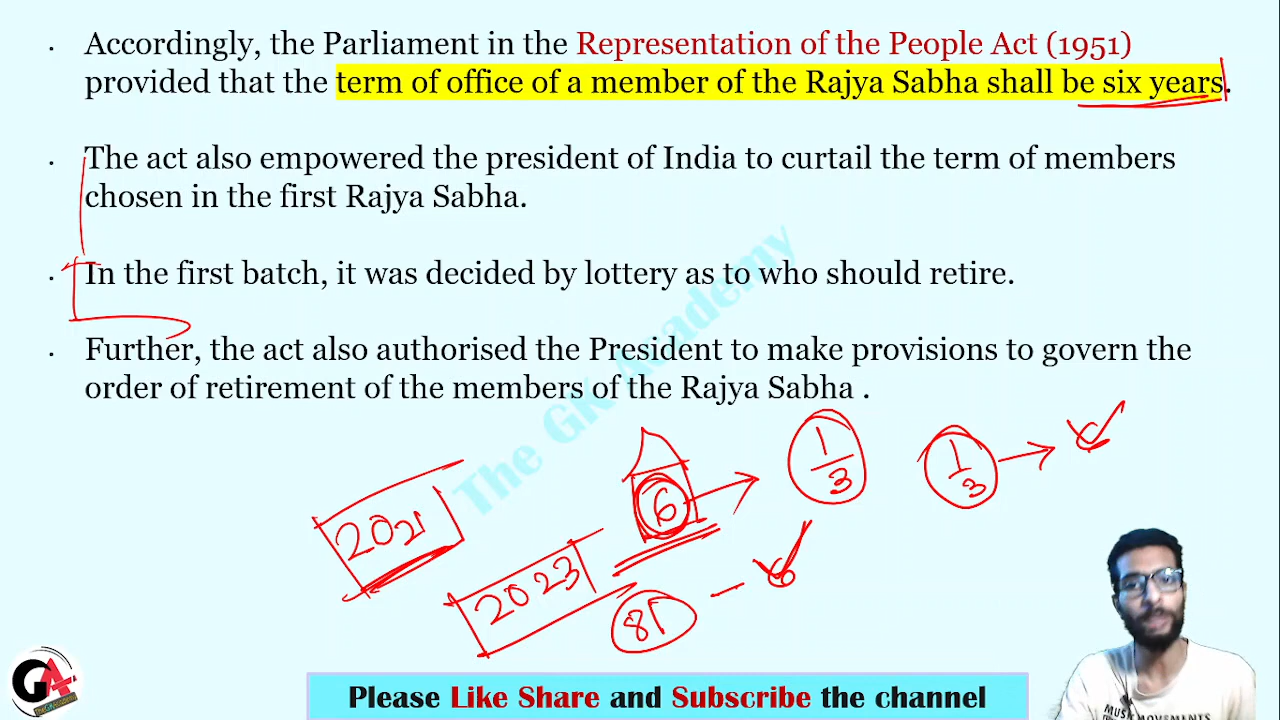 · Accordingly, the Parliament in the Representation of the People Act (1951)
provided that the term of office of a member of the Rajya Sabha shall be six years.
· The act also empowered the president of India to curtail the term of members
chosen in the first Rajya Sabha.
· In the first batch, it was decided by lottery as to who should retire.
· Further, the act also authorised the President to make provisions to govern the
order of retirement of the members of the Rajya Sabha .
The GK Academy
1/3
1/3
6
2021
2023
GA
Please Like Share and Subscribe the channel